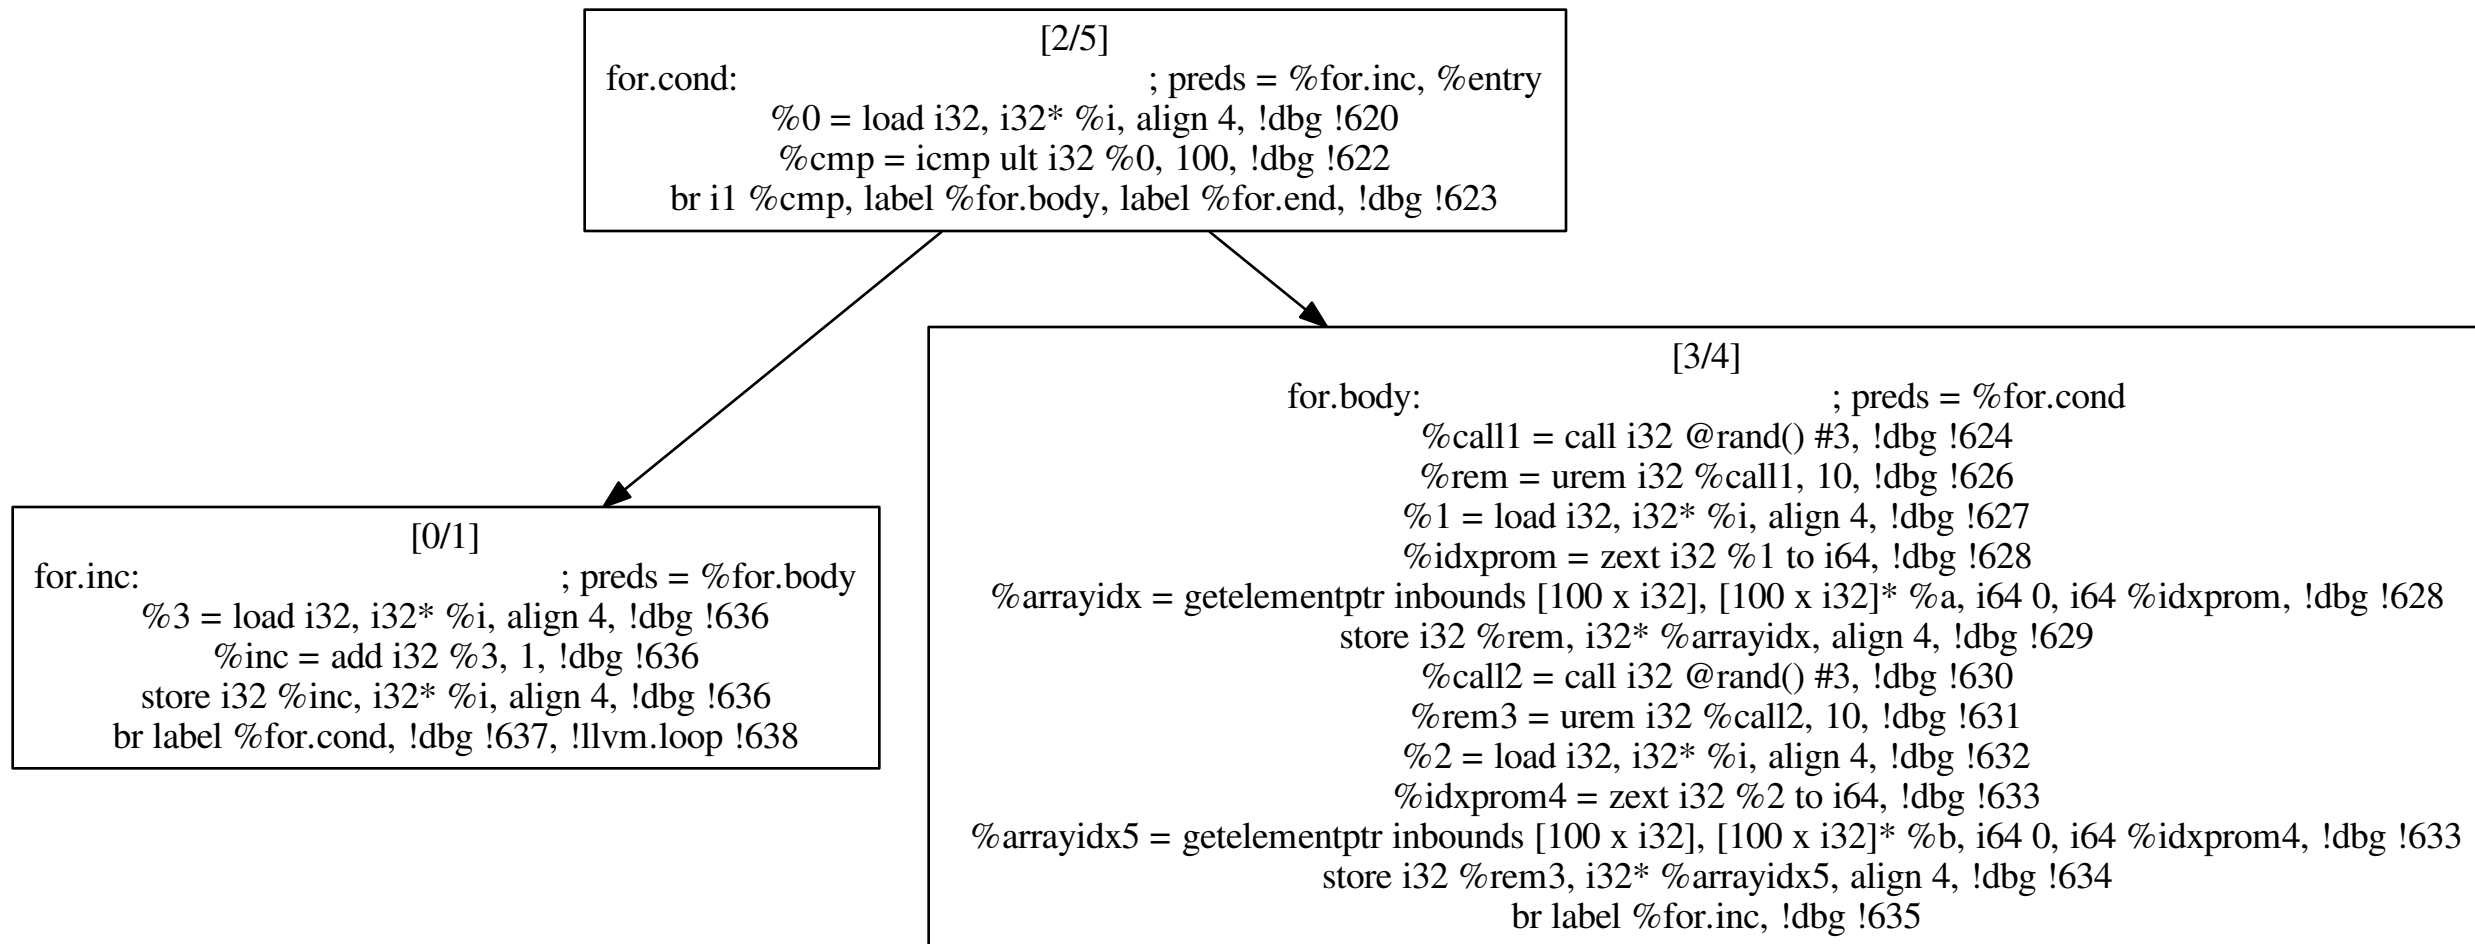 [2/5]
for.cond: ; preds = %for.inc, %entry
%0 = load i32, i32* %i, align 4, !dbg !620
%cmp = icmp ult i32 %0, 100, !dbg !622
br i1 %cmp, label %for.body, label %for.end, !dbg !623
[0/1]
for.inc: ; preds = %for.body
%3 = load i32, i32* %i, align 4, !dbg !636
%inc = add i32 %3, 1, !dbg !636
store i32 %inc, i32* %i, align 4, !dbg !636
br label %for.cond, !dbg !637, !llvm.loop !638
[3/4]
for.body: ; preds = %for.cond
%call1 = call i32 @rand() #3, !dbg !624
%rem = urem i32 %call1, 10, !dbg !626
%1 = load i32, i32* %i, align 4, !dbg !627
%idxprom = zext i32 %1 to i64, !dbg !628
%arrayidx = getelementptr inbounds [100 x i32], [100 x i32]* %a, i64 0, i64 %idxprom, !dbg !628
store i32 %rem, i32* %arrayidx, align 4, !dbg !629
%call2 = call i32 @rand() #3, !dbg !630
%rem3 = urem i32 %call2, 10, !dbg !631
%2 = load i32, i32* %i, align 4, !dbg !632
%idxprom4 = zext i32 %2 to i64, !dbg !633
%arrayidx5 = getelementptr inbounds [100 x i32], [100 x i32]* %b, i64 0, i64 %idxprom4, !dbg !633
store i32 %rem3, i32* %arrayidx5, align 4, !dbg !634
br label %for.inc, !dbg !635